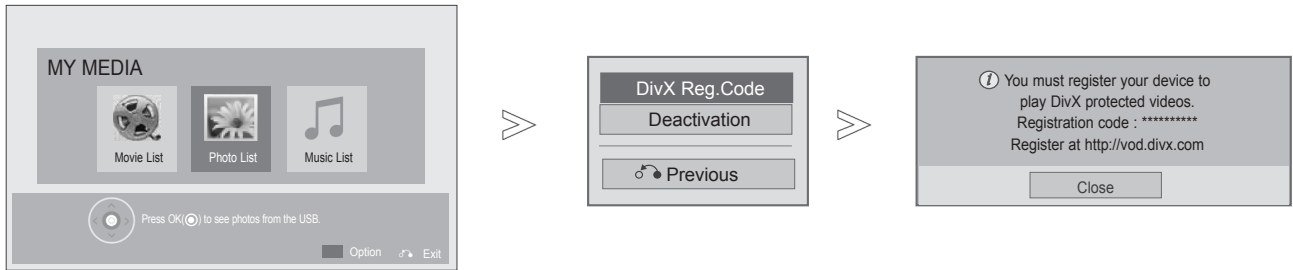 MY MEDIA
Movie List
Photo List
Music List
Press OK(◉) to see photos from the USB.
Option
Exit
DivX Reg.Code
Deactivation
Previous
You must register your device to
play DivX protected videos.
Registration code : **********
Register at http://vod.divx.com
Close